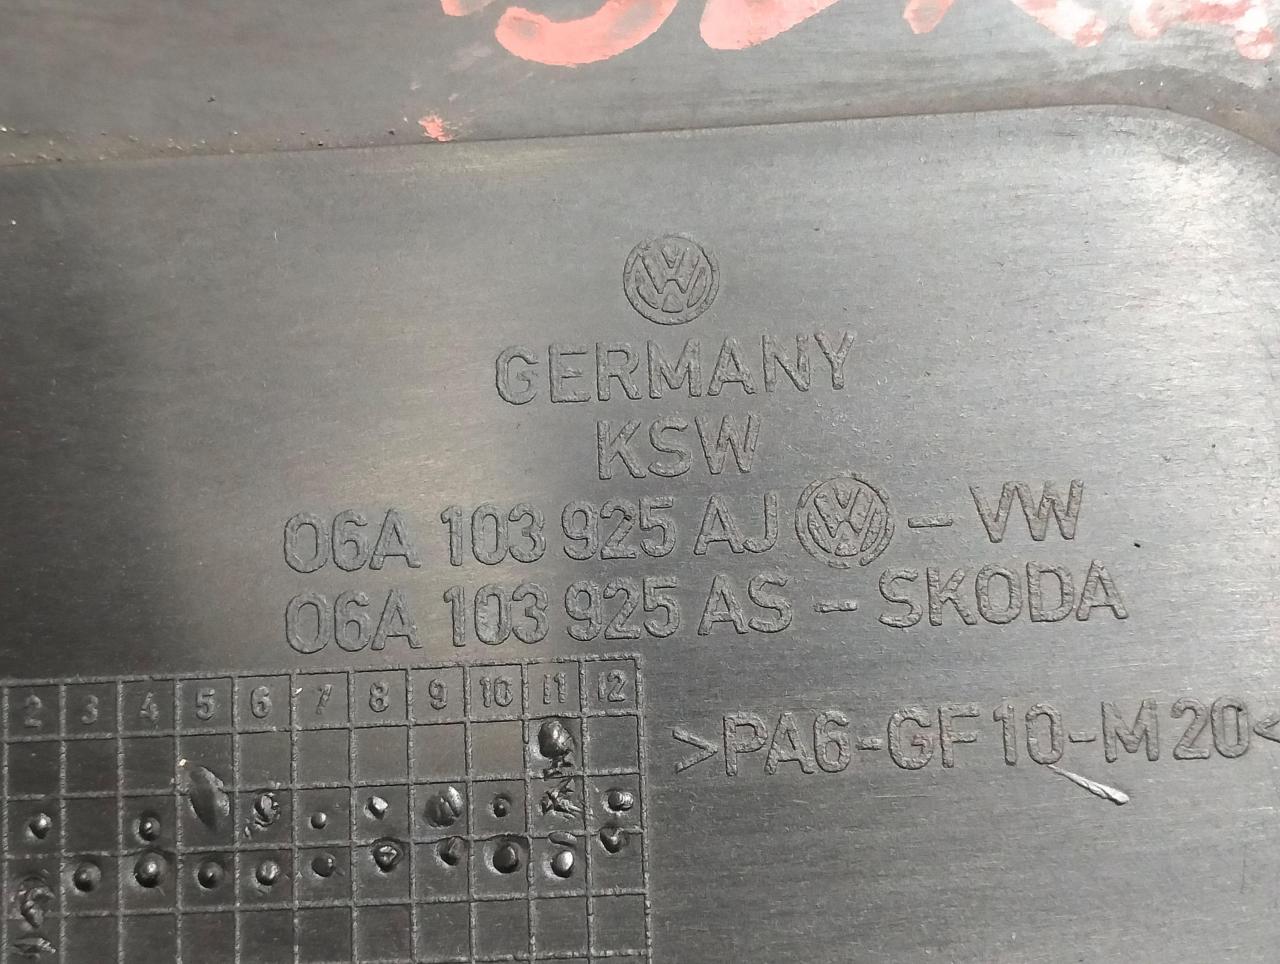 GERMANY
KSW
06A 103 925 AJ VW - VW
06A 103 925 AS - SKODA
2 3 4 5 6 7 8 9 10 11 12
>PA6-GF10-M20<